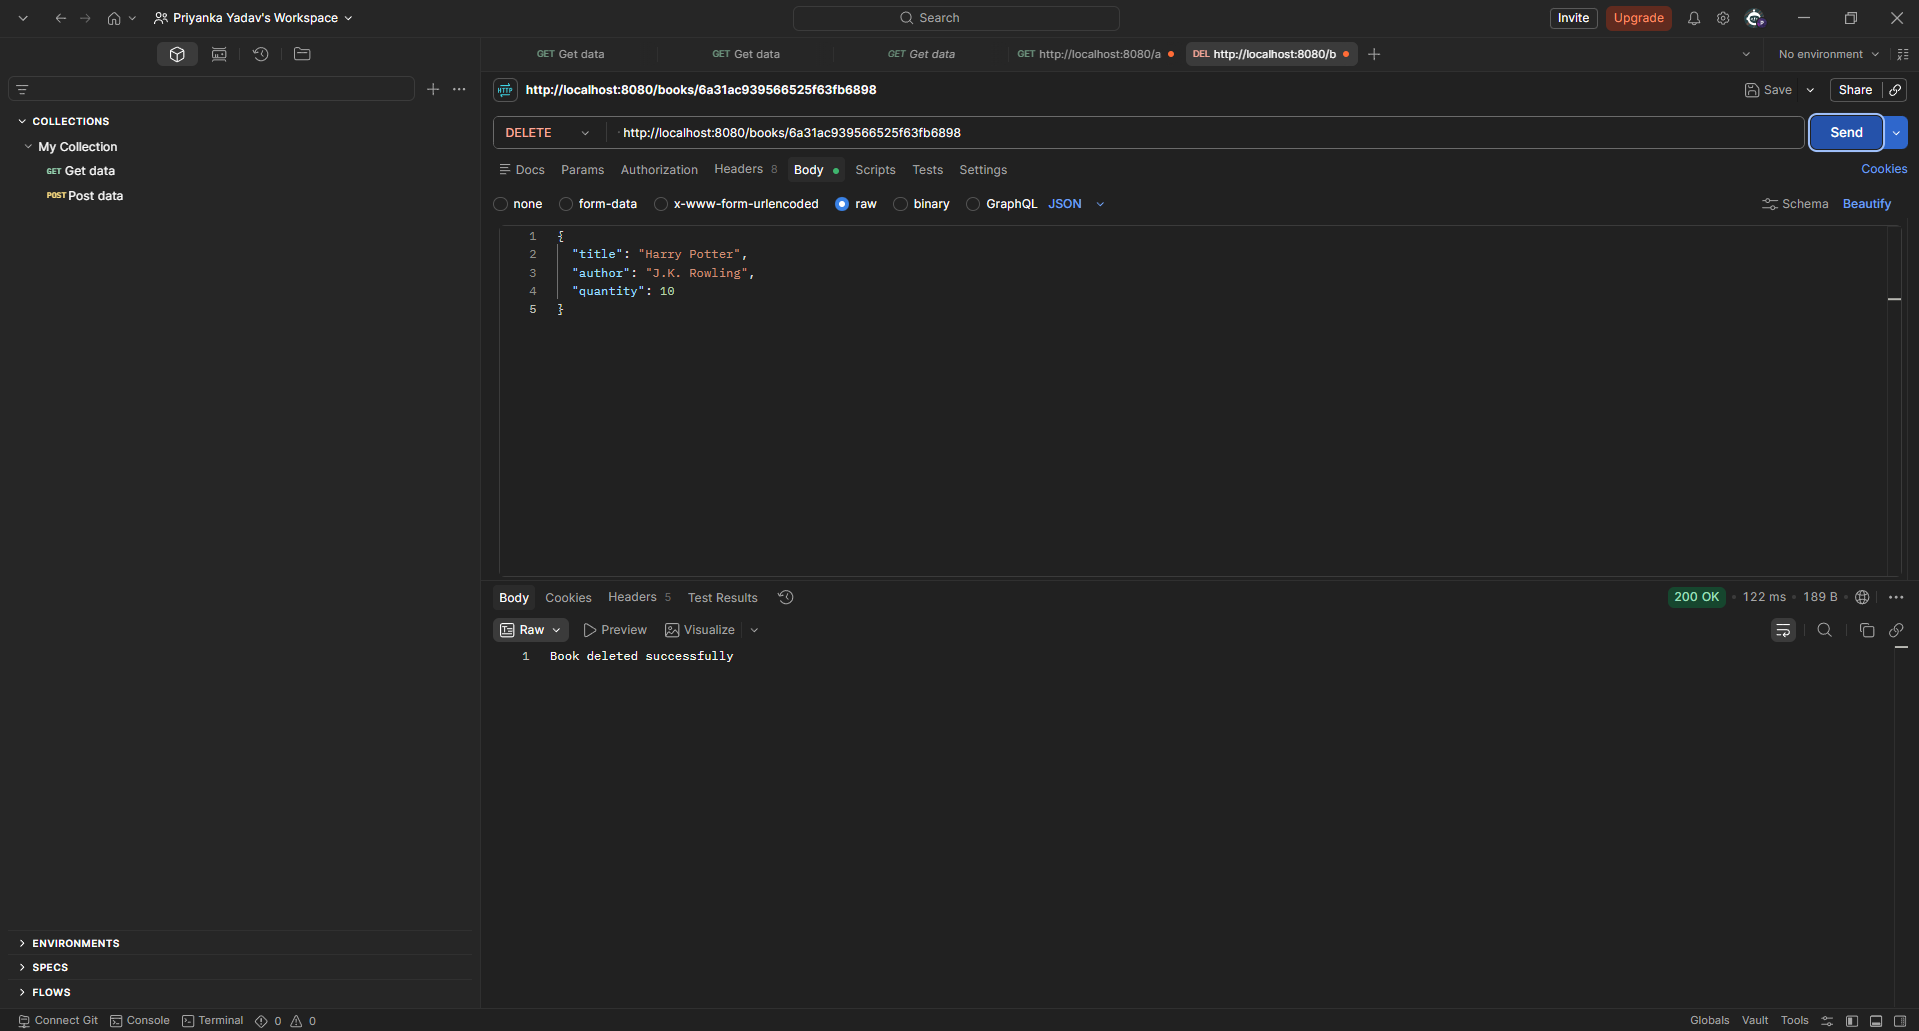 Priyanka Yadav's Workspace
Search
Invite
Upgrade
GET Get data
GET Get data
GET Get data
GET http://localhost:8080/a
DEL http://localhost:8080/b
No environment
HTTP http://localhost:8080/books/6a31ac939566525f63fb6898
Save
Share
COLLECTIONS
My Collection
GET Get data
POST Post data
DELETE http://localhost:8080/books/6a31ac939566525f63fb6898
Send
Docs Params Authorization Headers 8 Body Scripts Tests Settings
Cookies
none form-data x-www-form-urlencoded raw binary GraphQL JSON
Schema Beautify
1 {
2 "title": "Harry Potter",
3 "author": "J.K. Rowling",
4 "quantity": 10
5 }
Body Cookies Headers 5 Test Results
200 OK • 122 ms • 189 B
Raw Preview Visualize
1 Book deleted successfully
ENVIRONMENTS
SPECS
FLOWS
Connect Git Console Terminal 0 0
Globals Vault Tools